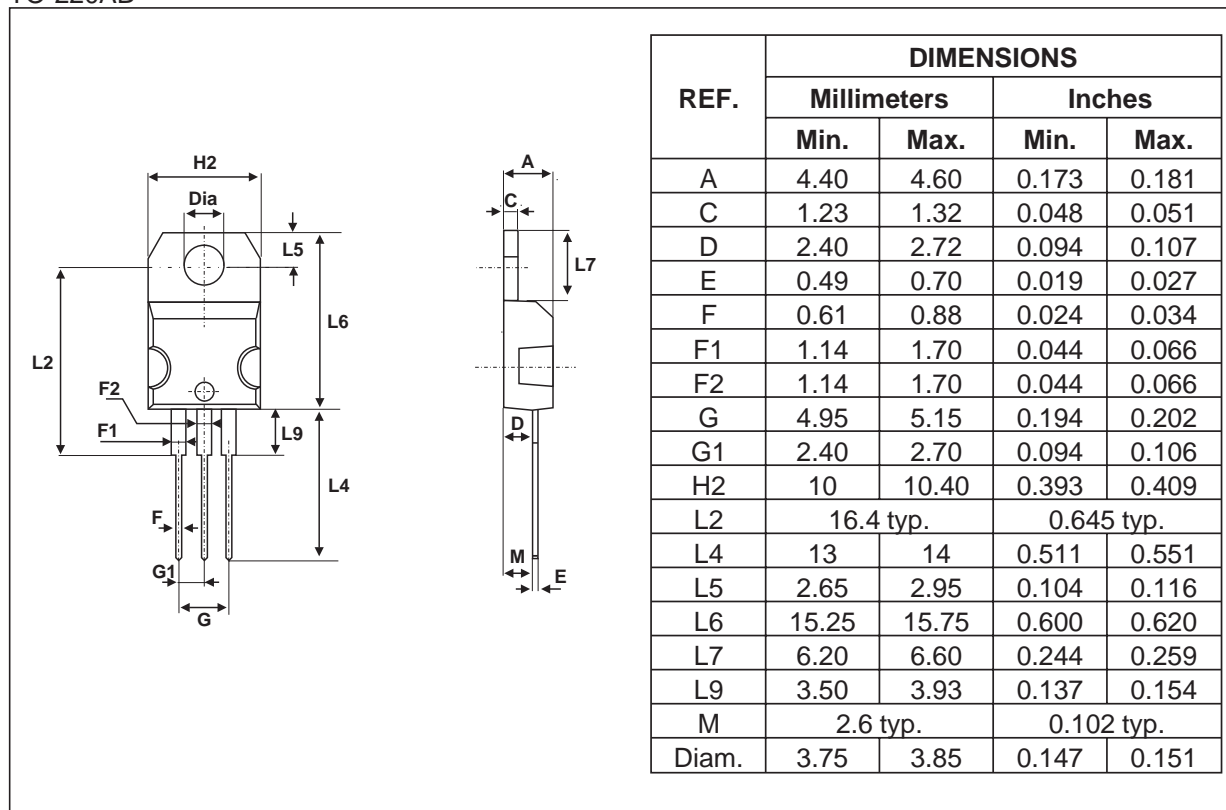 H2
Dia
L5
L6
L2
F2
F1
L9
L4
F
G1
G
A
C
L7
D
M
E
REF. DIMENSIONS
Millimeters Inches
Min. Max. Min. Max.
A 4.40 4.60 0.173 0.181
C 1.23 1.32 0.048 0.051
D 2.40 2.72 0.094 0.107
E 0.49 0.70 0.019 0.027
F 0.61 0.88 0.024 0.034
F1 1.14 1.70 0.044 0.066
F2 1.14 1.70 0.044 0.066
G 4.95 5.15 0.194 0.202
G1 2.40 2.70 0.094 0.106
H2 10 10.40 0.393 0.409
L2 16.4 typ. 0.645 typ.
L4 13 14 0.511 0.551
L5 2.65 2.95 0.104 0.116
L6 15.25 15.75 0.600 0.620
L7 6.20 6.60 0.244 0.259
L9 3.50 3.93 0.137 0.154
M 2.6 typ. 0.102 typ.
Diam. 3.75 3.85 0.147 0.151